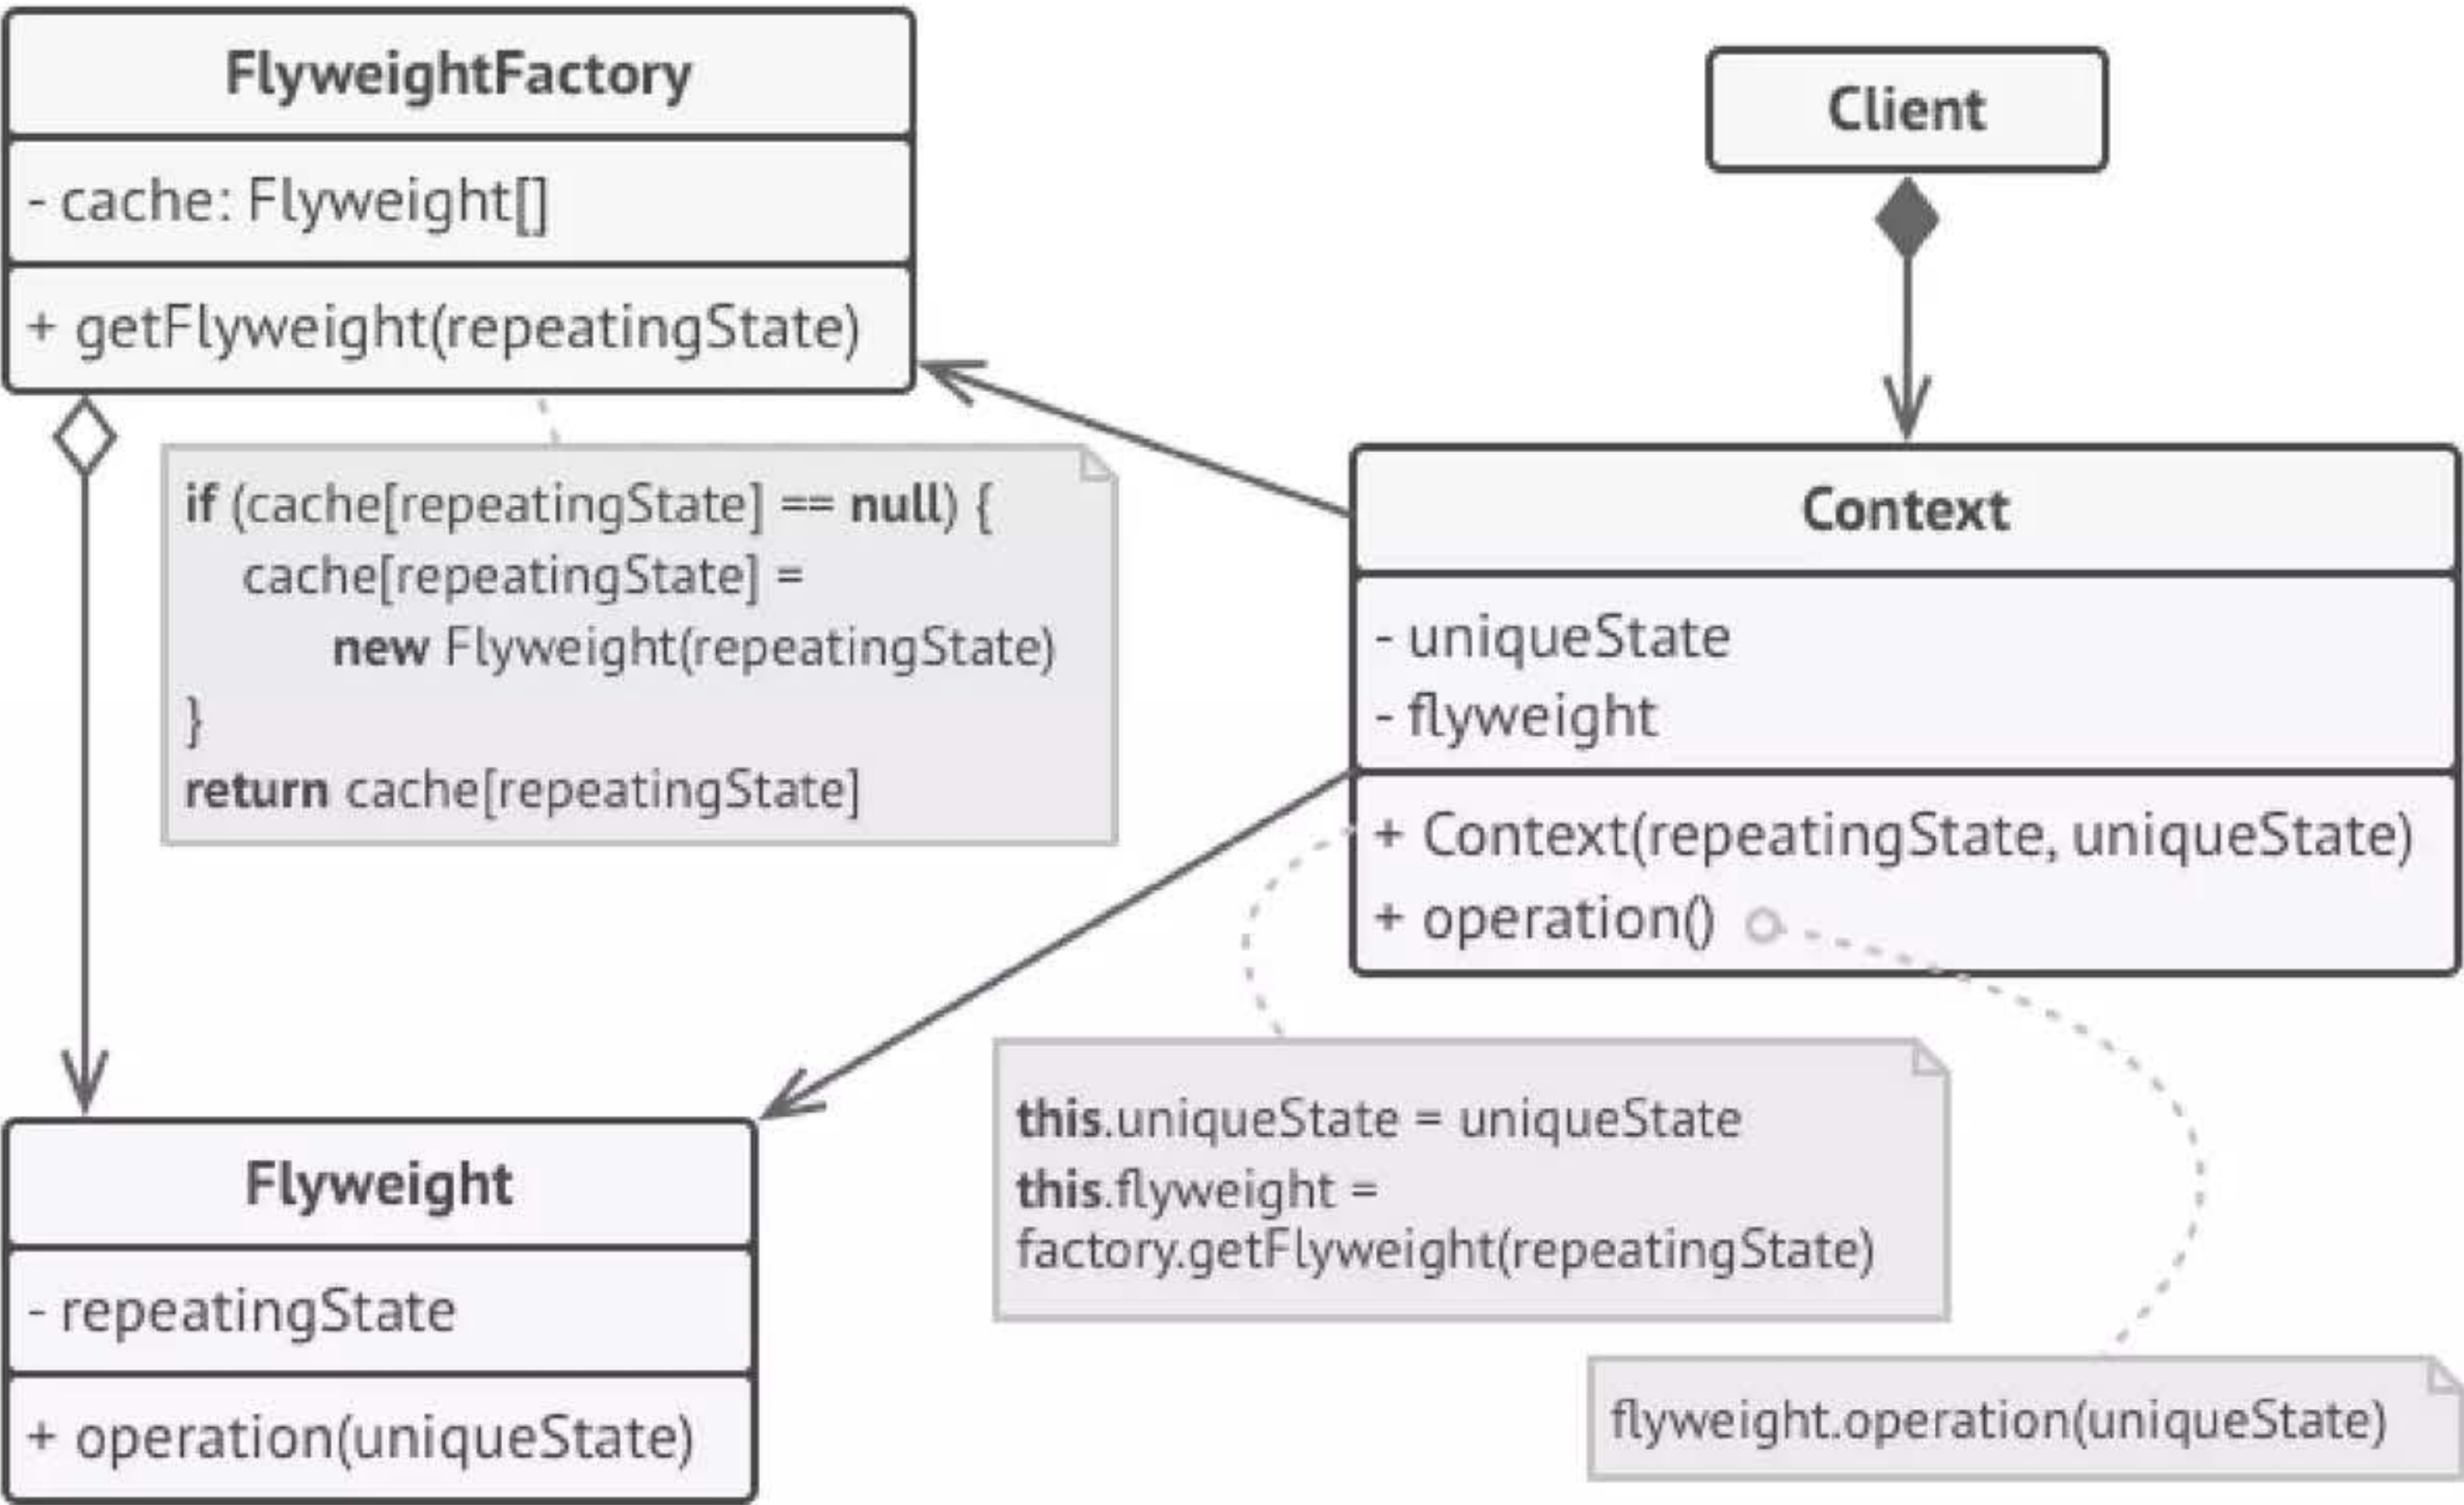 FlyweightFactory
- cache: Flyweight[]
+ getFlyweight(repeatingState)
if (cache[repeatingState] == null) {
cache[repeatingState] =
new Flyweight(repeatingState)
}
return cache[repeatingState]
Client
Context
- uniqueState
- flyweight
+ Context(repeatingState, uniqueState)
+ operation()
this.uniqueState = uniqueState
this.flyweight =
factory.getFlyweight(repeatingState)
flyweight.operation(uniqueState)
Flyweight
- repeatingState
+ operation(uniqueState)